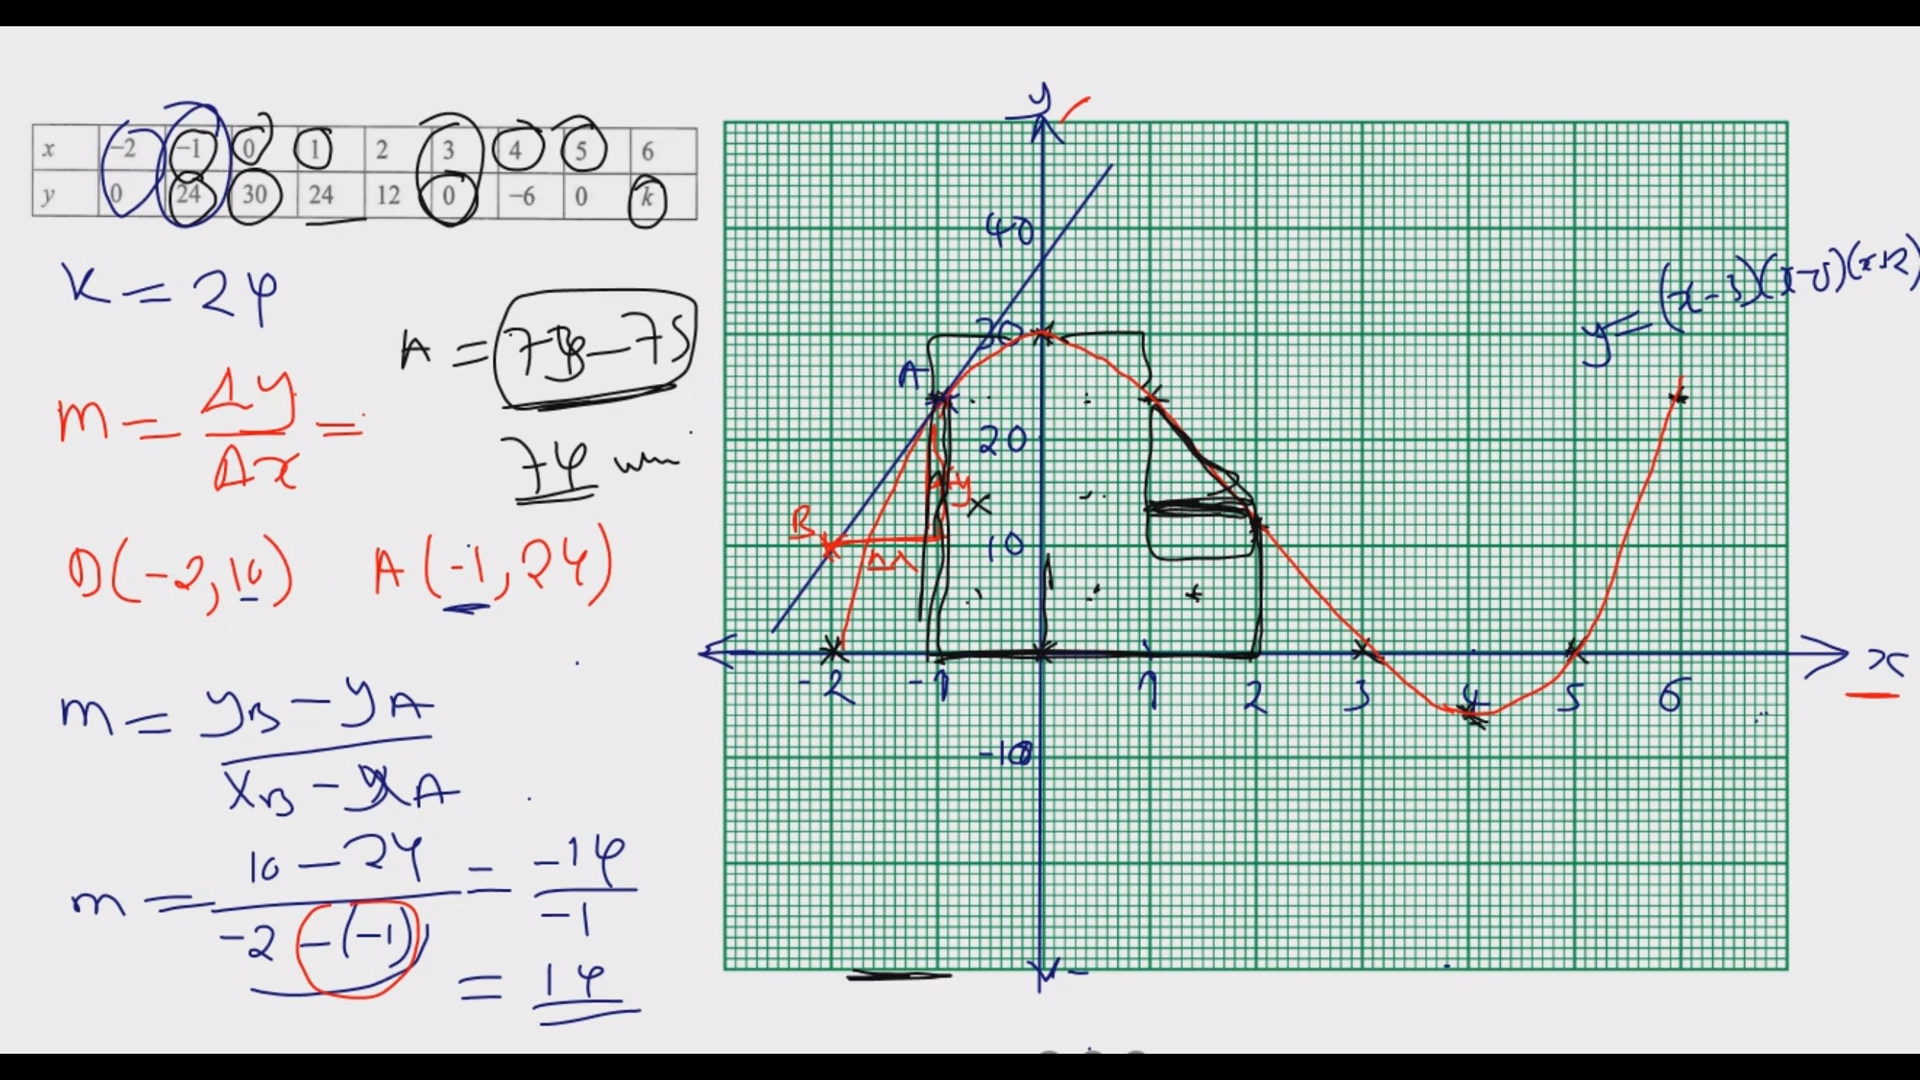 x −2 −1 0 1 2 3 4 5 6
y 0 24 30 24 12 0 −6 0 k
K = 24
m = Δy/Δx =
B(-2, 10) A(-1, 24)
m = (yB - yA)/(xB - xA)
m = (10 - 24)/(-2 - (-1)) = -14/-1
= 14
A = 73 - 75
74
y
40
30
20
10
-10
-2 -1 1 2 3 4 5 6
x
A
B
Δy
Δx
y = (x-3)(x-5)(x+2)